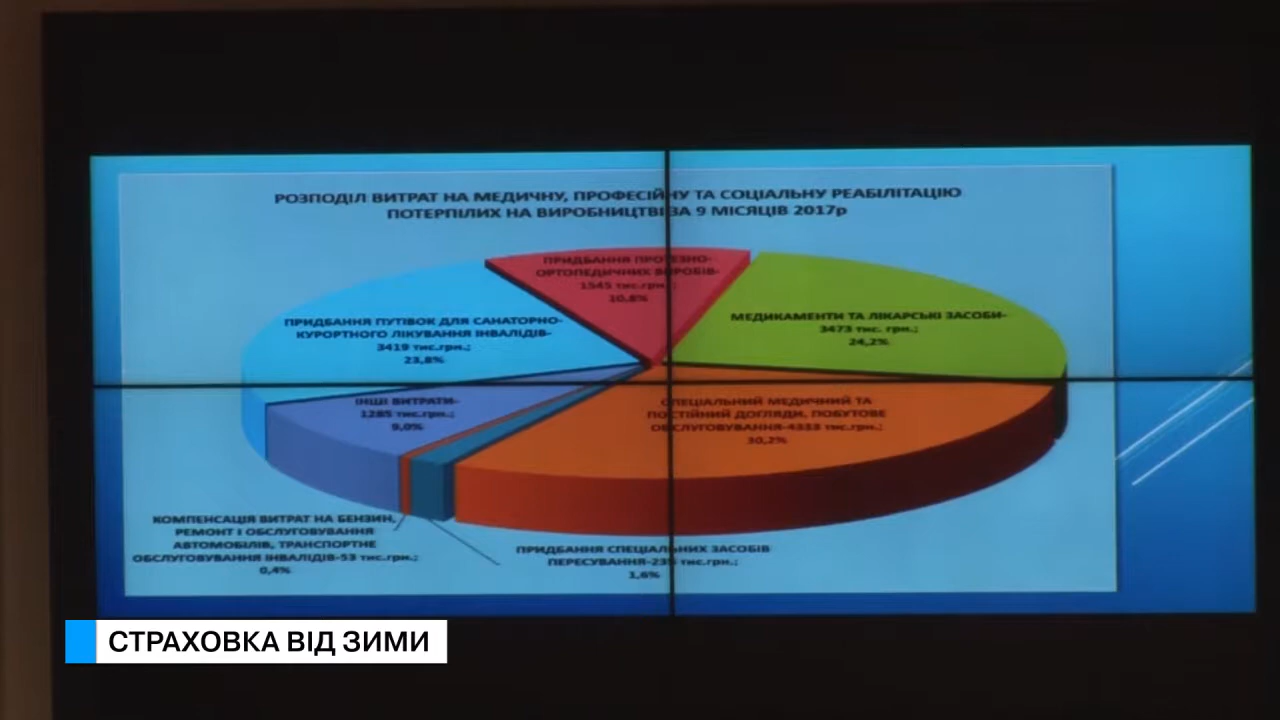 РОЗПОДІЛ ВИТРАТ НА МЕДИЧНУ, ПРОФЕСІЙНУ ТА СОЦІАЛЬНУ РЕАБІЛІТАЦІЮ
ПОТЕРПІЛИХ НА ВИРОБНИЦТВІ ЗА 9 МІСЯЦІВ 2017р
ПРИДБАННЯ ПРОТЕЗНО-
ОРТОПЕДИЧНИХ ВИРОБІВ-
1545 тис.грн.;
10,8%
МЕДИКАМЕНТИ ТА ЛІКАРСЬКІ ЗАСОБИ-
3473 тис. грн.;
24,2%
ПРИДБАННЯ ПУТІВОК ДЛЯ САНАТОРНО-
КУРОРТНОГО ЛІКУВАННЯ ІНВАЛІДІВ-
3419 тис.грн.;
23,8%
ІНШІ ВИТРАТИ-
1285 тис.грн.;
9,0%
СПЕЦІАЛЬНИЙ МЕДИЧНИЙ ТА
ПОСТІЙНИЙ ДОГЛЯДИ, ПОБУТОВЕ
ОБСЛУГОВУВАННЯ-4333 тис.грн.;
30,2%
КОМПЕНСАЦІЯ ВИТРАТ НА БЕНЗИН,
РЕМОНТ І ОБСЛУГОВУВАННЯ
АВТОМОБІЛІВ, ТРАНСПОРТНЕ
ОБСЛУГОВУВАННЯ ІНВАЛІДІВ-53 тис.грн.;
0,4%
ПРИДБАННЯ СПЕЦІАЛЬНИХ ЗАСОБІВ
ПЕРЕСУВАННЯ- тис.грн.;
1,6%
СТРАХОВКА ВІД ЗИМИ